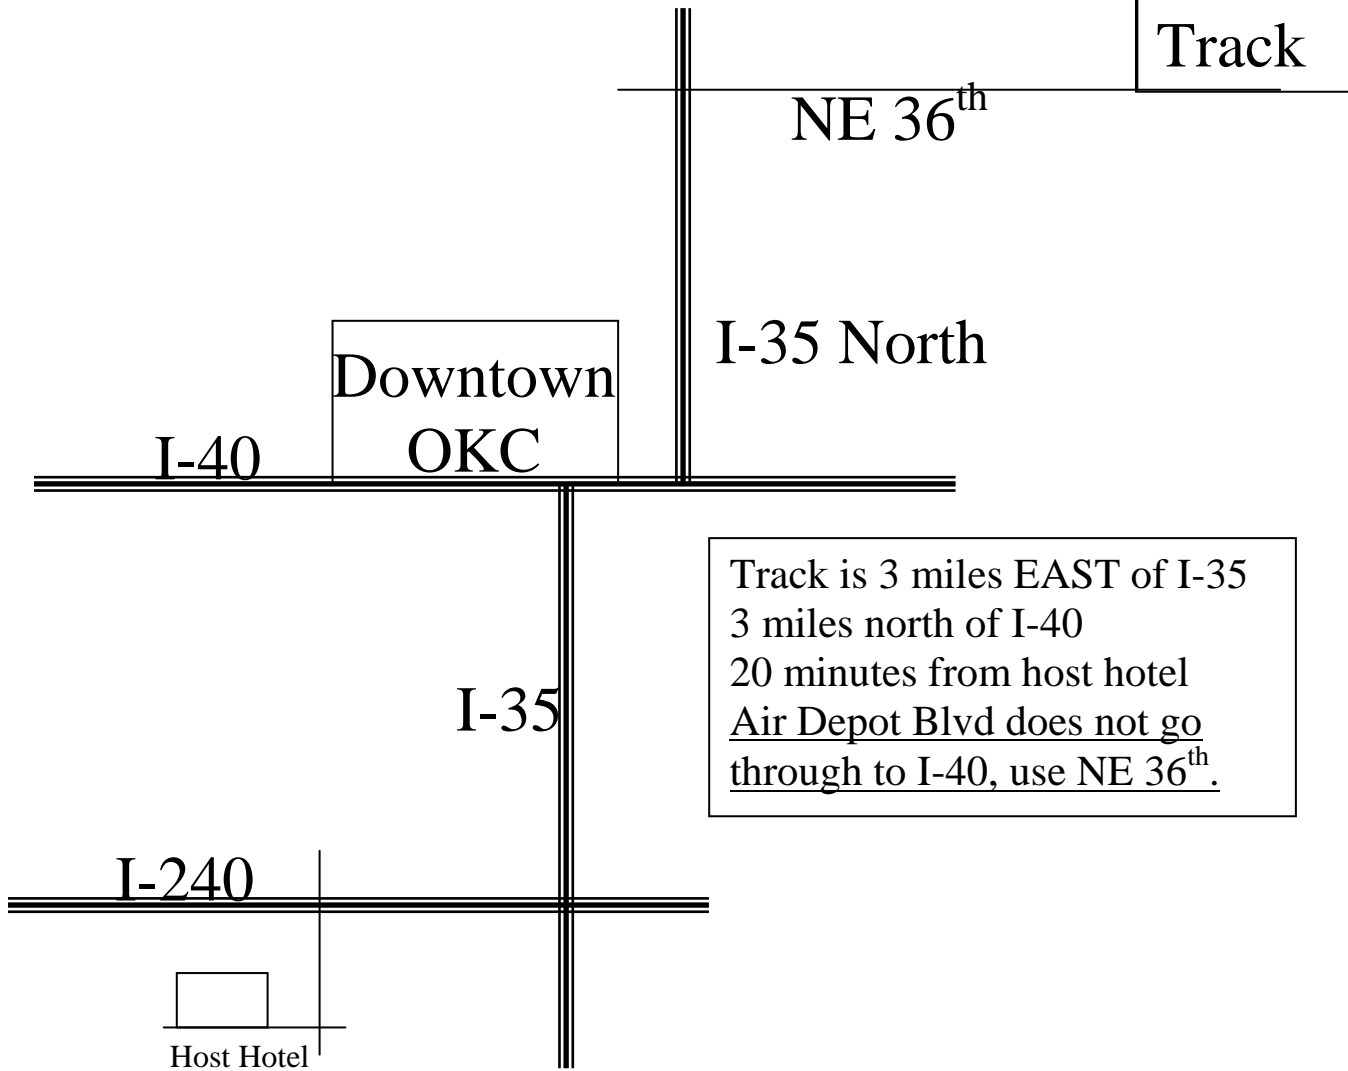 Track
NE 36th
I-35 North
Downtown
OKC
I-40
Track is 3 miles EAST of I-35
3 miles north of I-40
20 minutes from host hotel
Air Depot Blvd does not go
through to I-40, use NE 36th.
I-35
I-240
Host Hotel